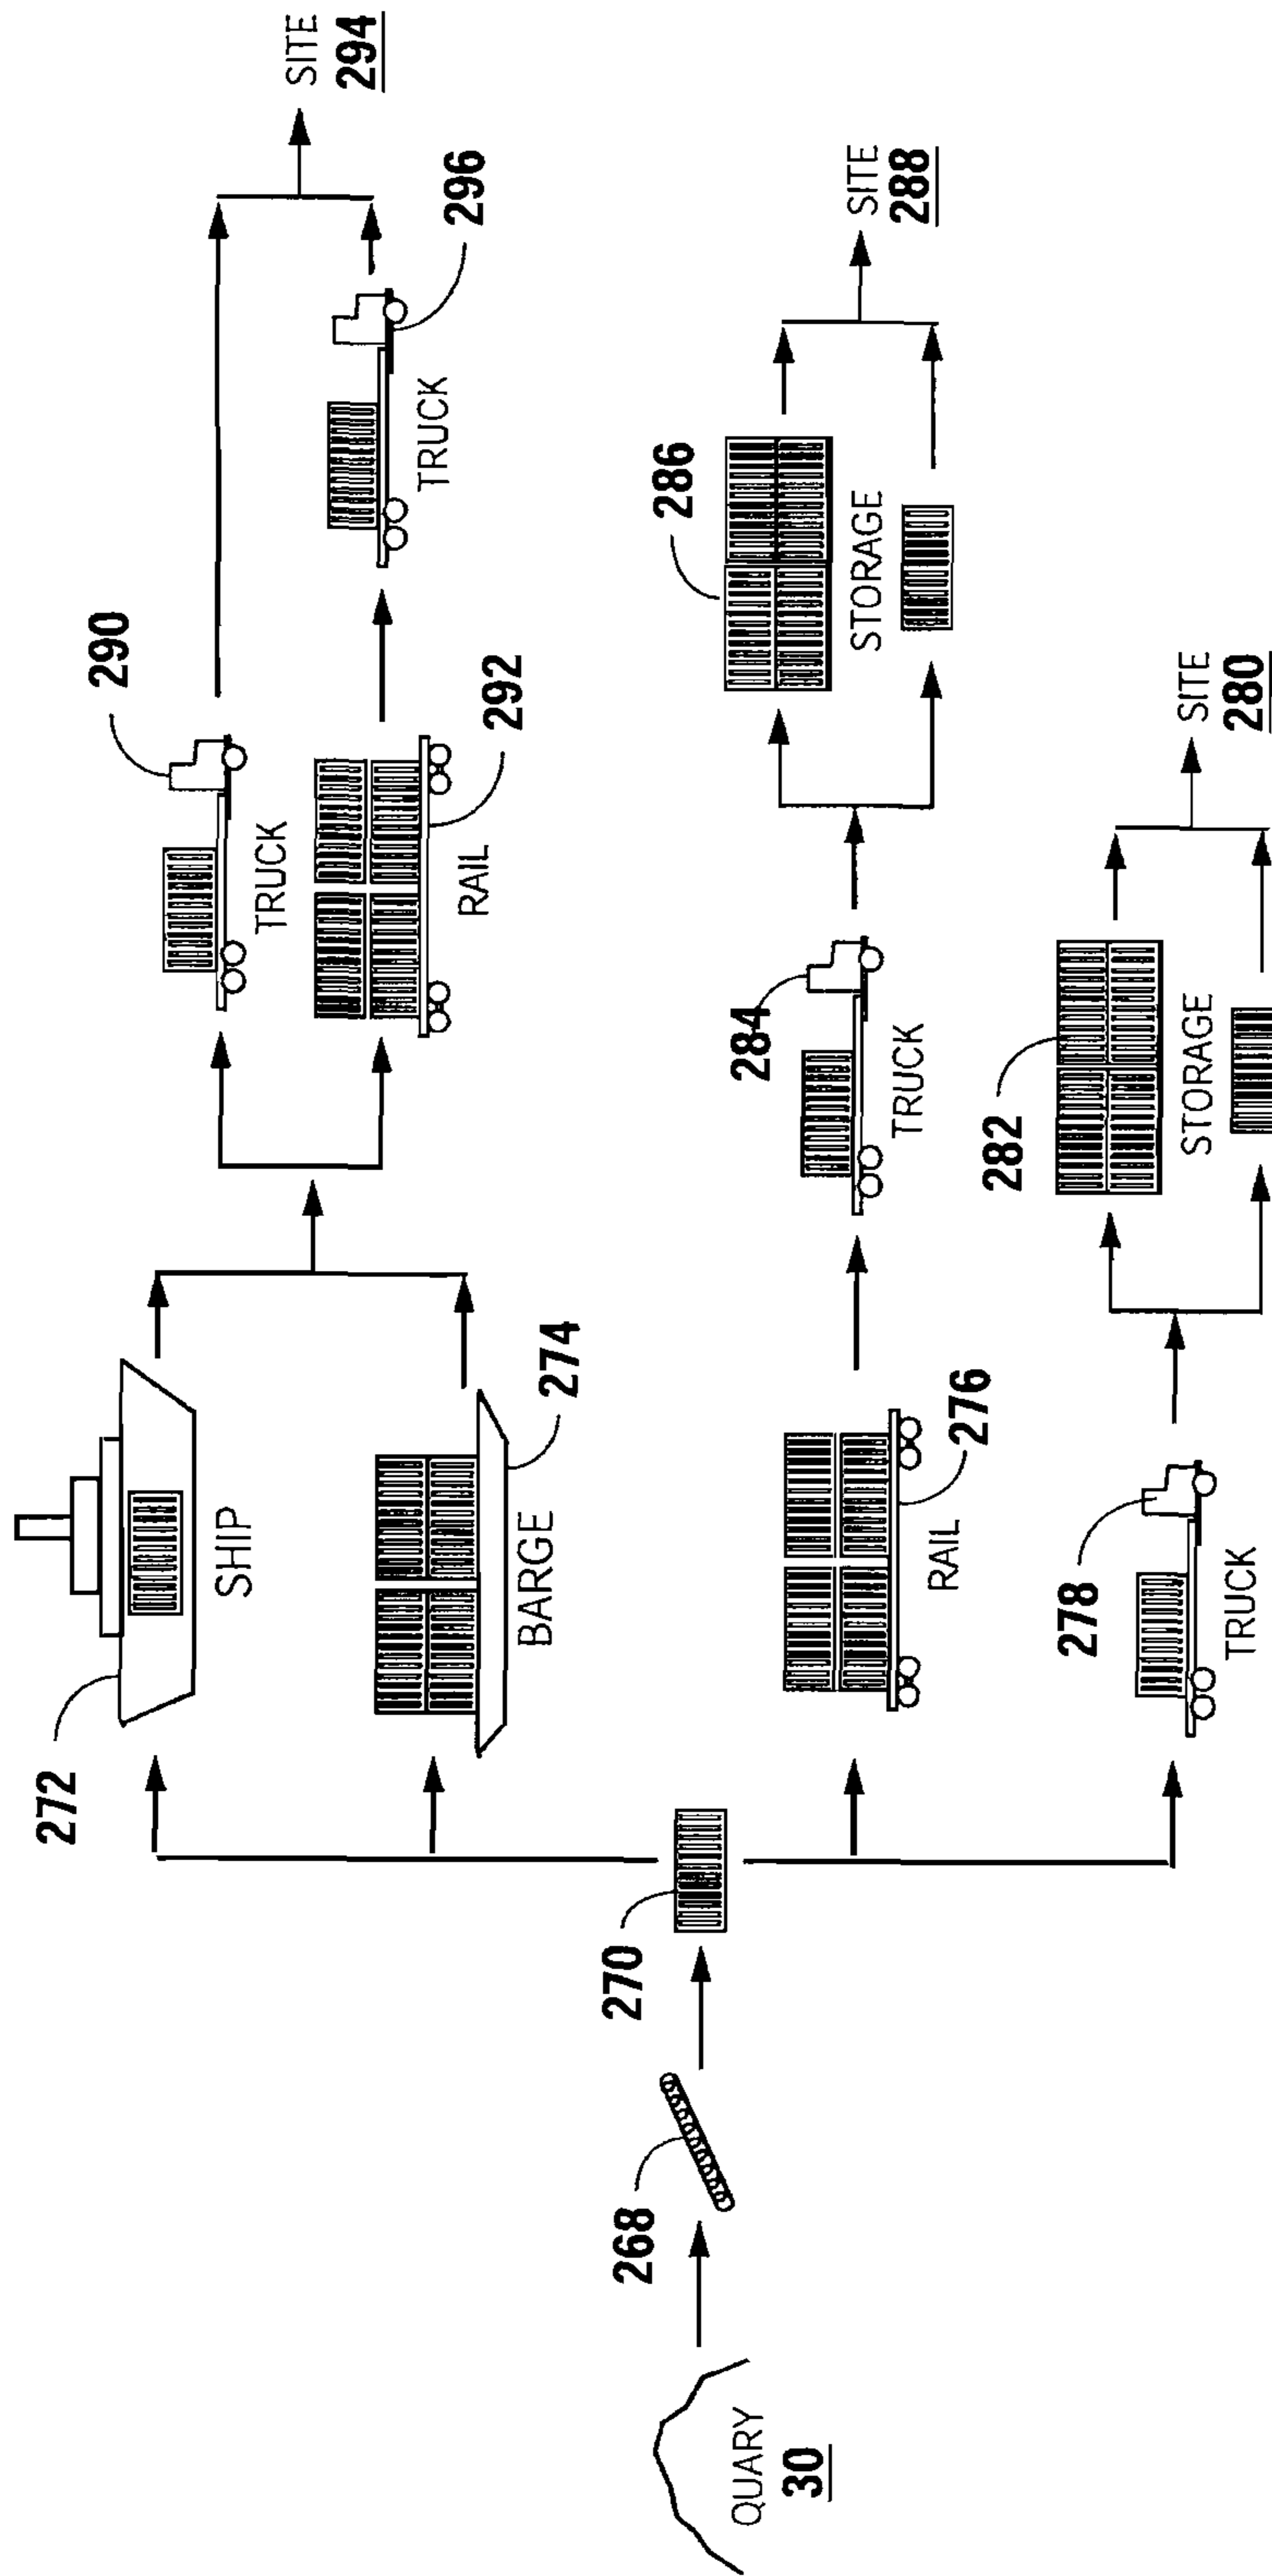 QUARY
30
268
270
272
SHIP
274
BARGE
276
RAIL
278
TRUCK
290
TRUCK
292
RAIL
296
TRUCK
SITE
294
284
TRUCK
286
STORAGE
SITE
288
282
STORAGE
SITE
280